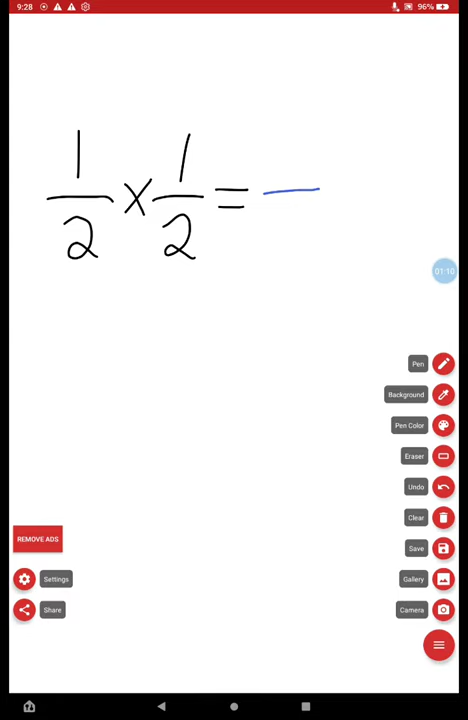 9:28 96%
1/2 x 1/2 =
01:10
Pen
Background
Pen Color
Eraser
Undo
Clear
Save
REMOVE ADS
Settings
Gallery
Share
Camera